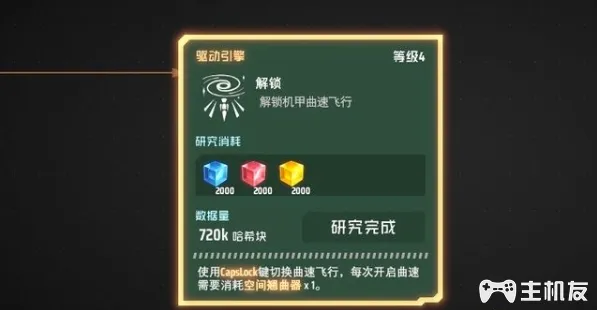 驱动引擎 等级4
解锁
解锁机甲曲速飞行
研究消耗
2000 2000 2000
数据量
720k 哈希块 研究完成
使用CapsLock键切换曲速飞行，每次开启曲速
需要消耗空间翘曲器 x 1。
主机友